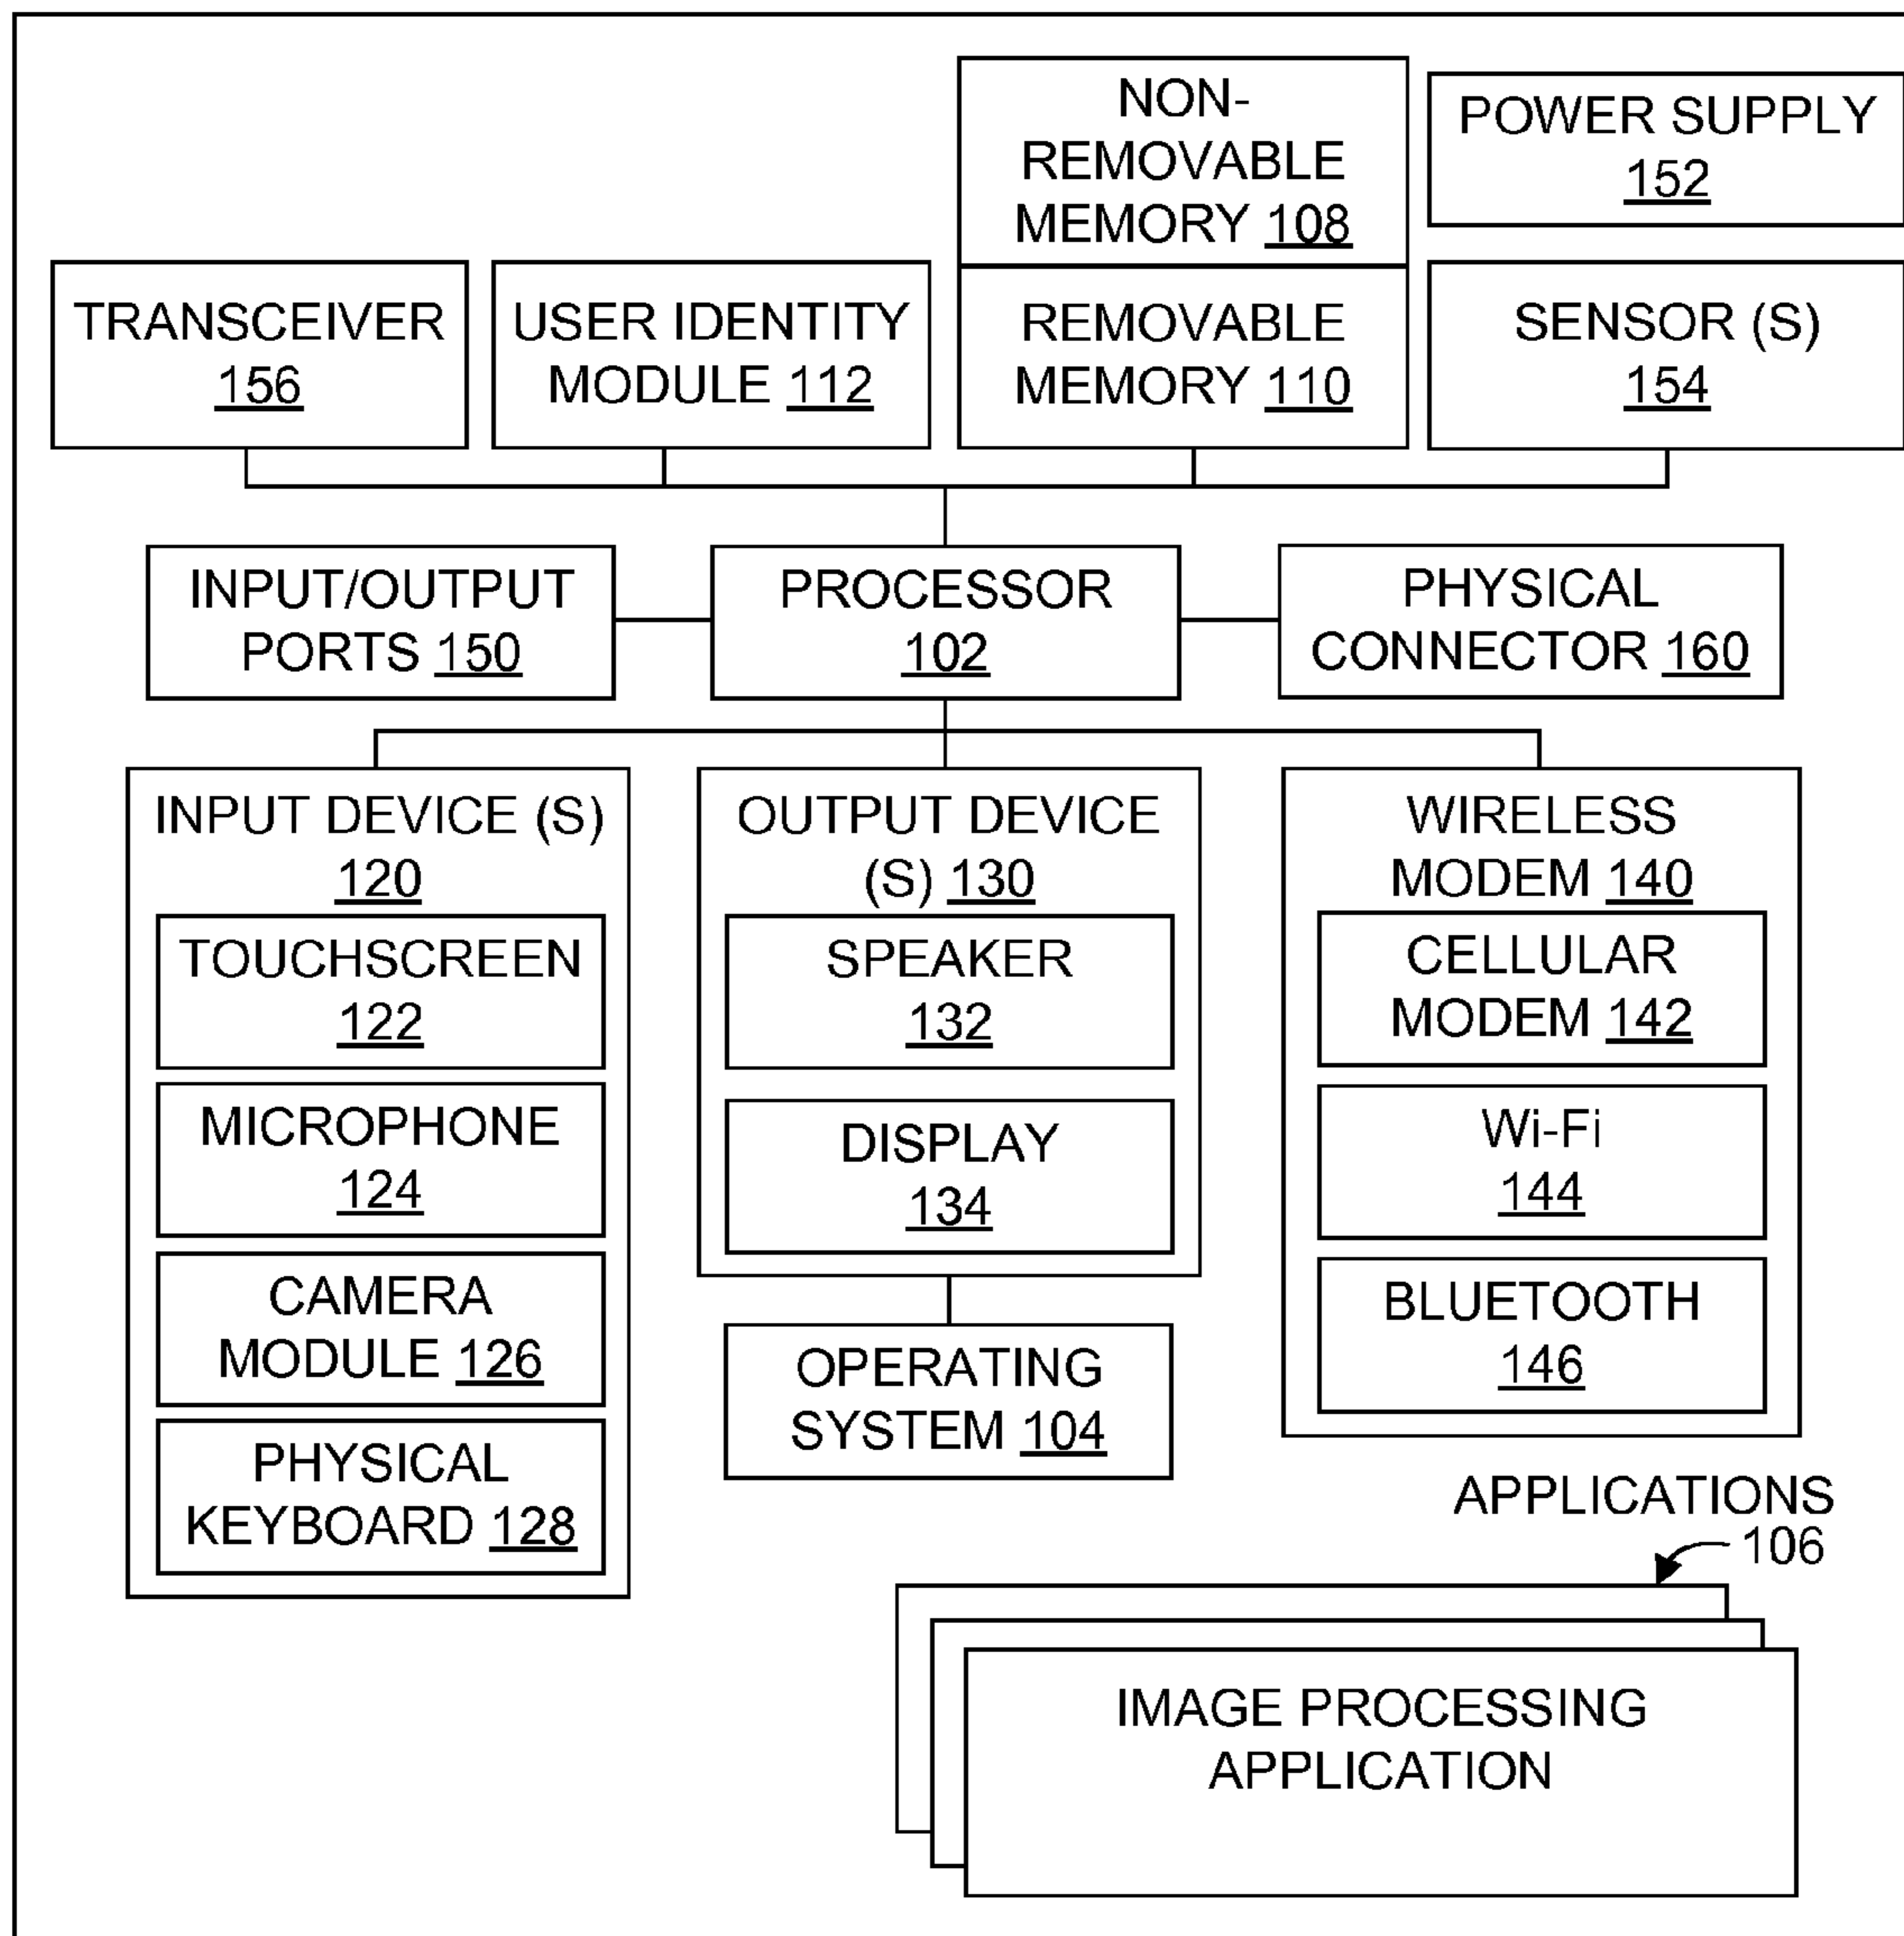 NON-
REMOVABLE
MEMORY 108
POWER SUPPLY
152
TRANSCEIVER
156
USER IDENTITY
MODULE 112
REMOVABLE
MEMORY 110
SENSOR (S)
154
INPUT/OUTPUT
PORTS 150
PROCESSOR
102
PHYSICAL
CONNECTOR 160
INPUT DEVICE (S)
120
TOUCHSCREEN
122
MICROPHONE
124
CAMERA
MODULE 126
PHYSICAL
KEYBOARD 128
OUTPUT DEVICE
(S) 130
SPEAKER
132
DISPLAY
134
OPERATING
SYSTEM 104
WIRELESS
MODEM 140
CELLULAR
MODEM 142
Wi-Fi
144
BLUETOOTH
146
APPLICATIONS
106
IMAGE PROCESSING
APPLICATION